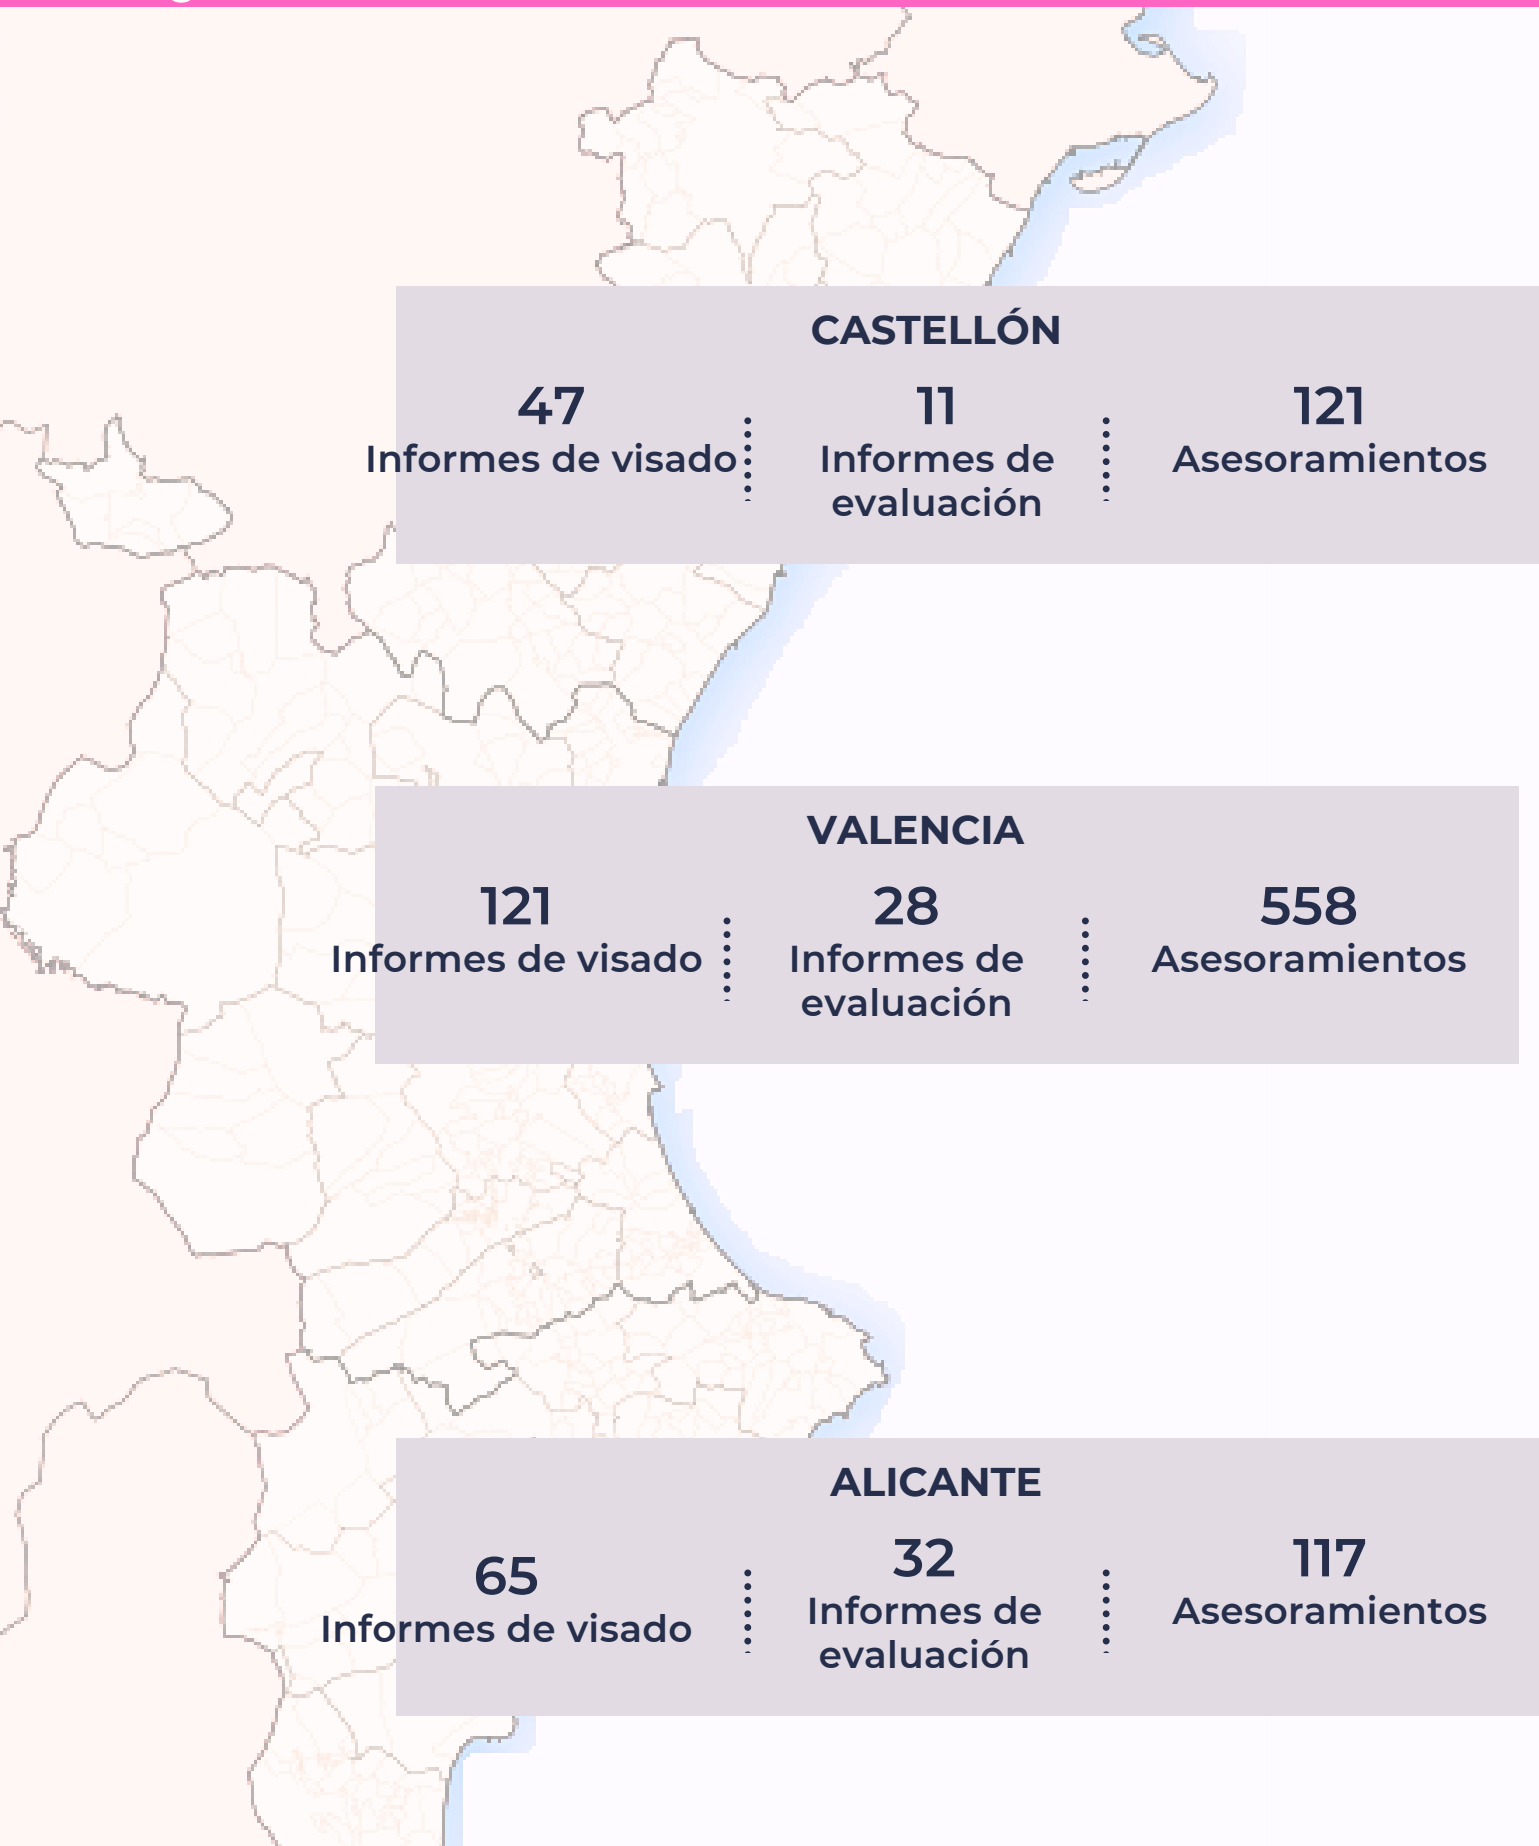 CASTELLÓN
47
Informes de visado
11
Informes de
evaluación
121
Asesoramientos
VALENCIA
121
Informes de visado
28
Informes de
evaluación
558
Asesoramientos
ALICANTE
65
Informes de visado
32
Informes de
evaluación
117
Asesoramientos